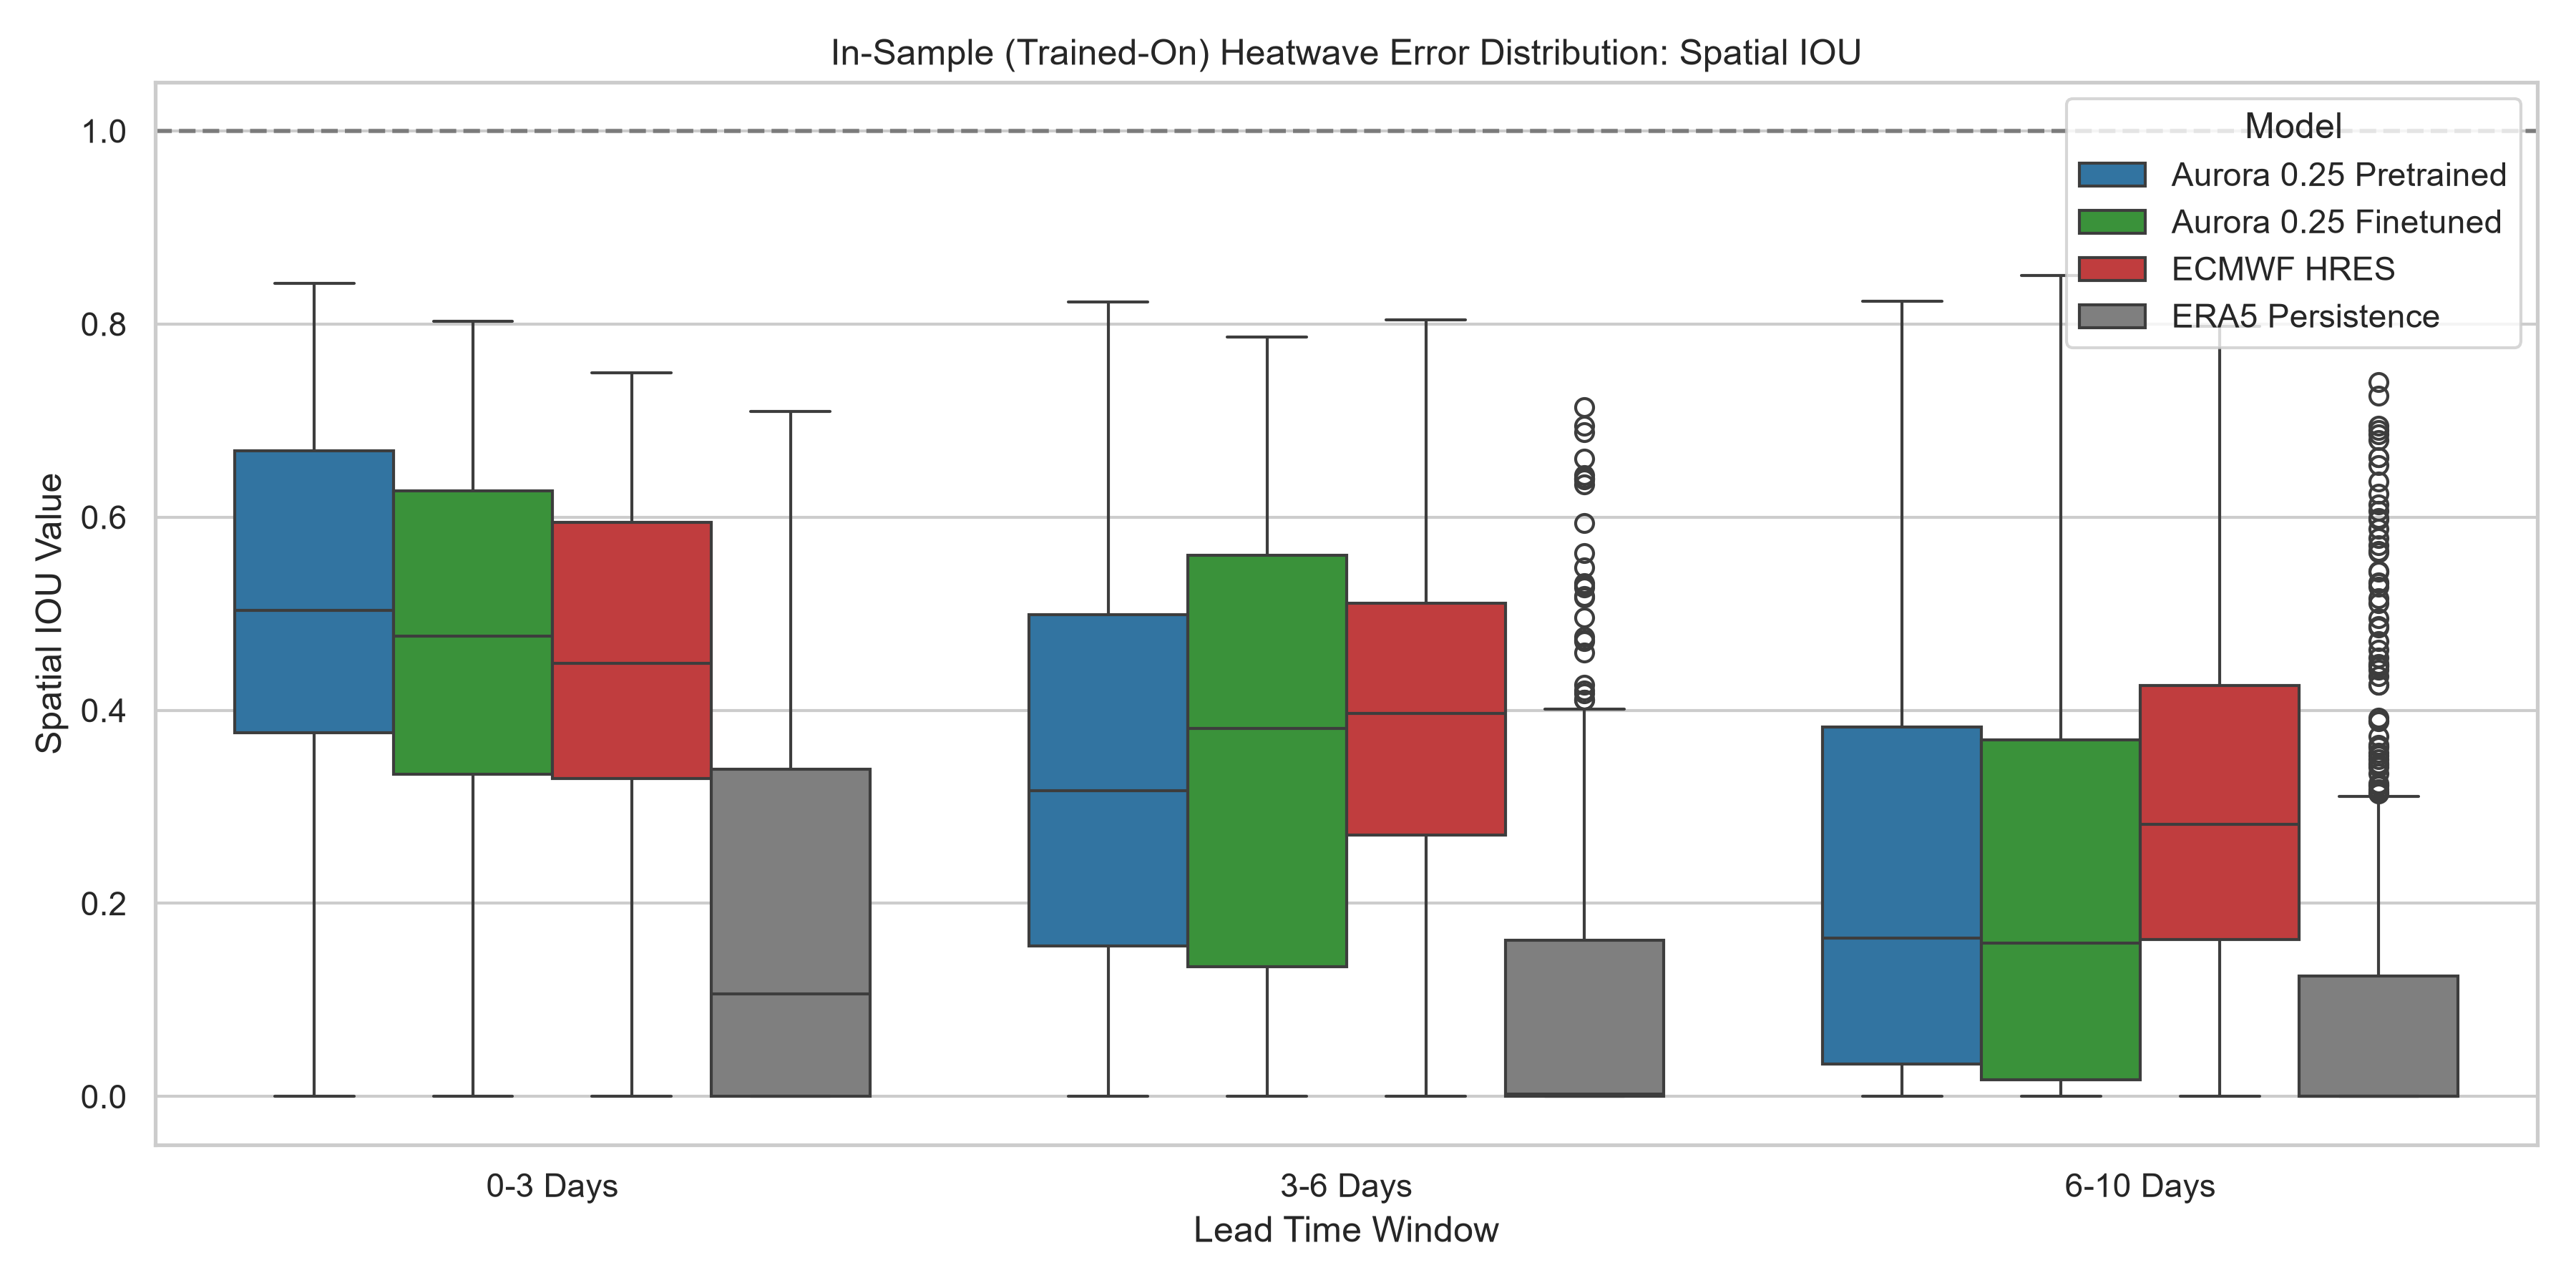 In-Sample (Trained-On) Heatwave Error Distribution: Spatial IOU
Spatial IOU Value
1.0
0.8
0.6
0.4
0.2
0.0
Model
Aurora 0.25 Pretrained
Aurora 0.25 Finetuned
ECMWF HRES
ERA5 Persistence
0-3 Days
3-6 Days
6-10 Days
Lead Time Window